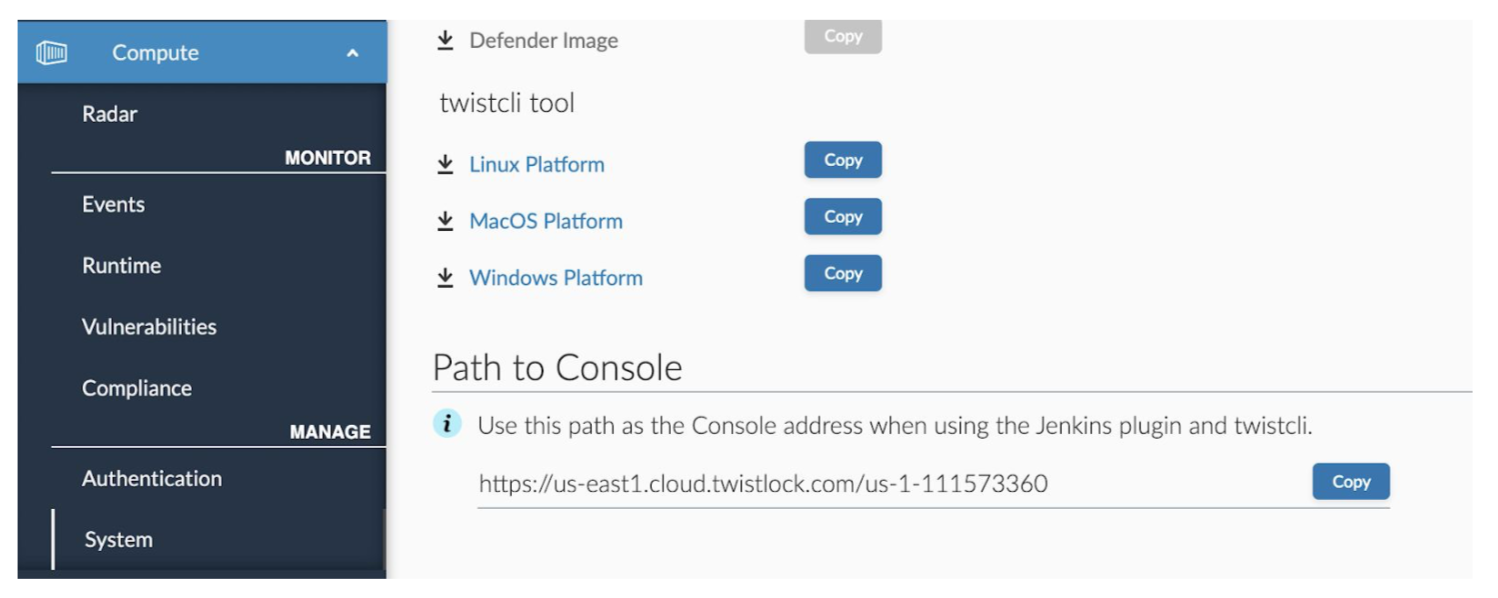 Compute
Radar
MONITOR
Events
Runtime
Vulnerabilities
Compliance
MANAGE
Authentication
System
Defender Image
Copy
twistcli tool
Linux Platform
Copy
MacOS Platform
Copy
Windows Platform
Copy
Path to Console
i Use this path as the Console address when using the Jenkins plugin and twistcli.
https://us-east1.cloud.twistlock.com/us-1-111573360
Copy